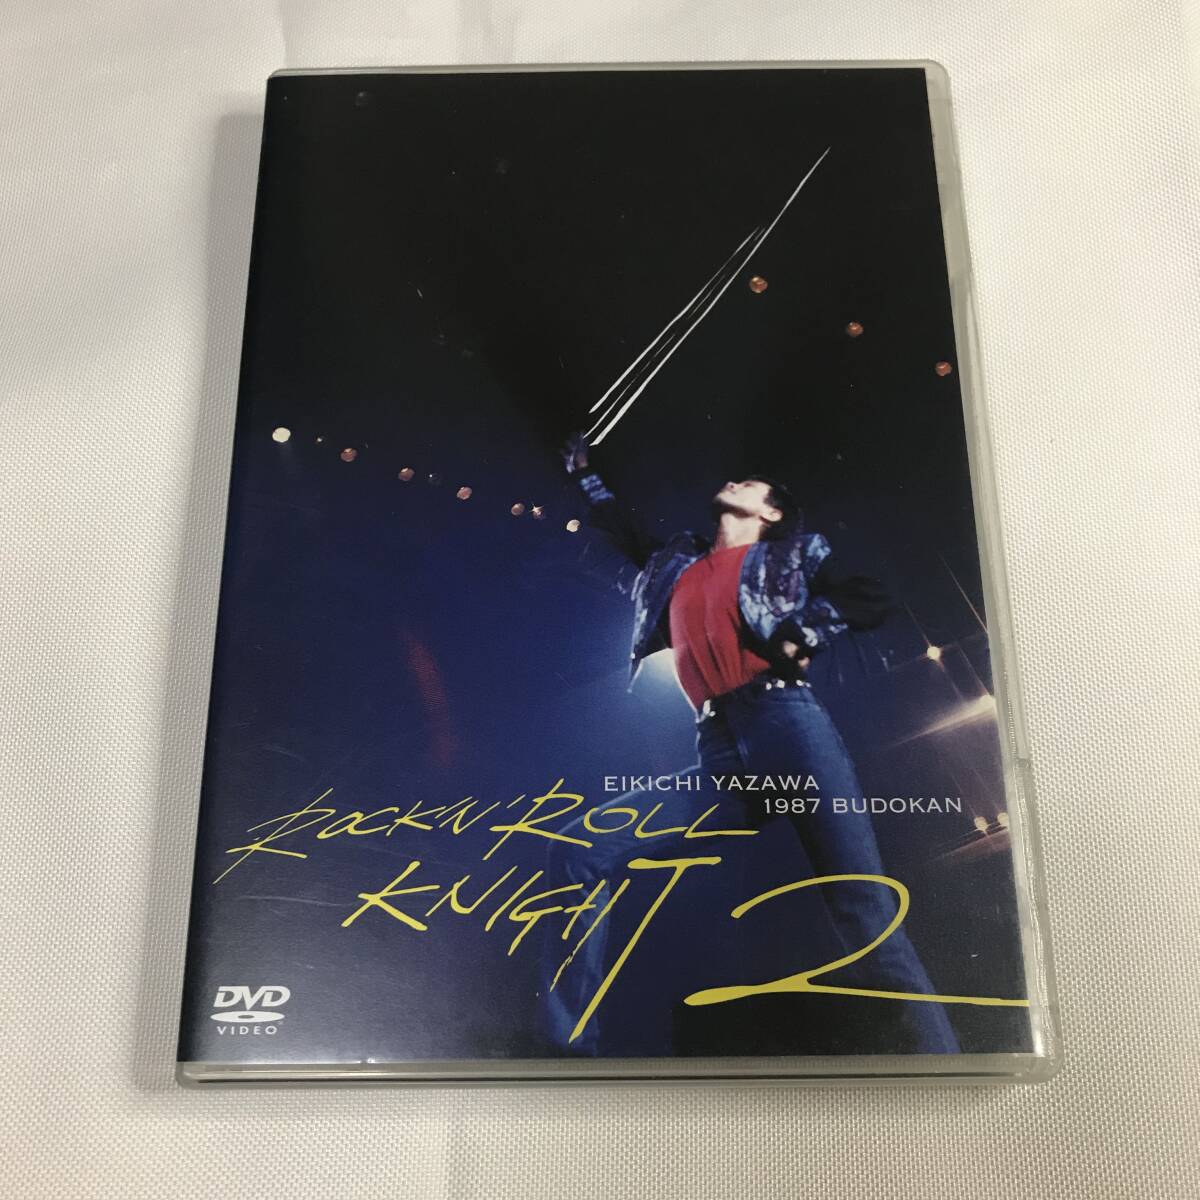 EIKICHI YAZAWA
1987 BUDOKAN
ROCK'N' ROLL
KNIGHT 2
DVD
VIDEO